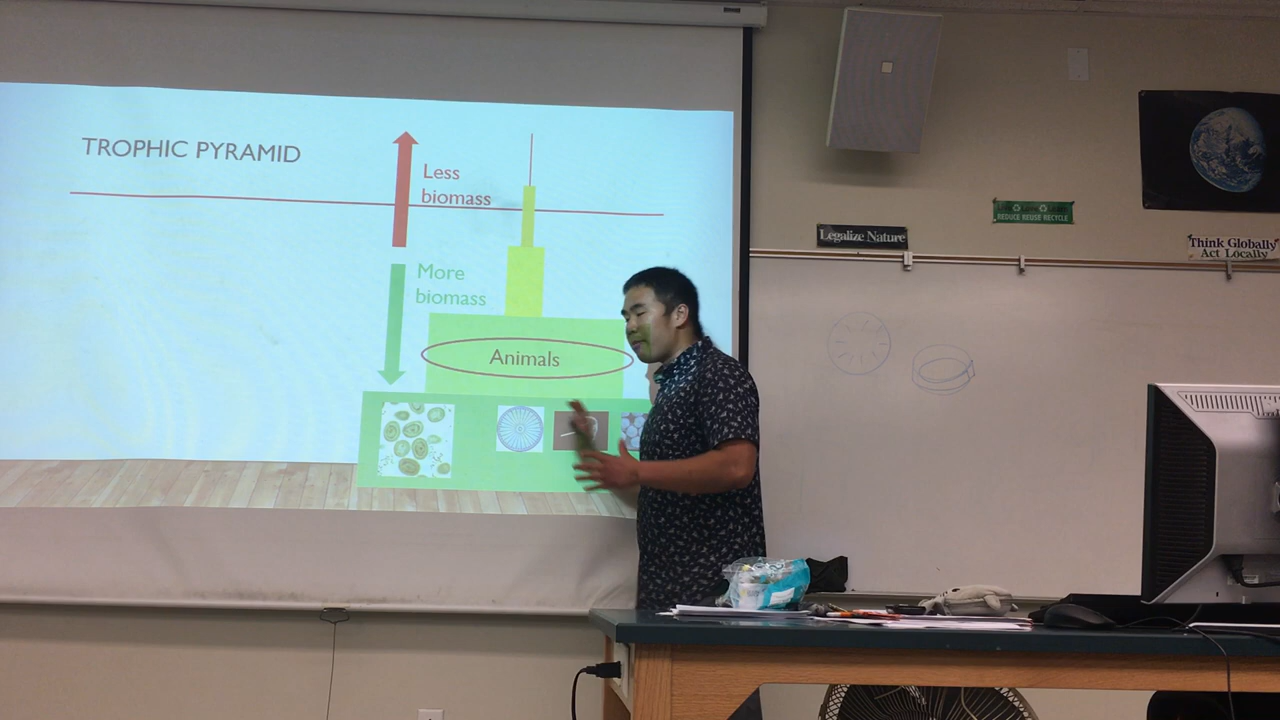 TROPHIC PYRAMID
Less
biomass
More
biomass
Animals
Legalize Nature
REDUCE REUSE RECYCLE
Think Globally
Act Locally